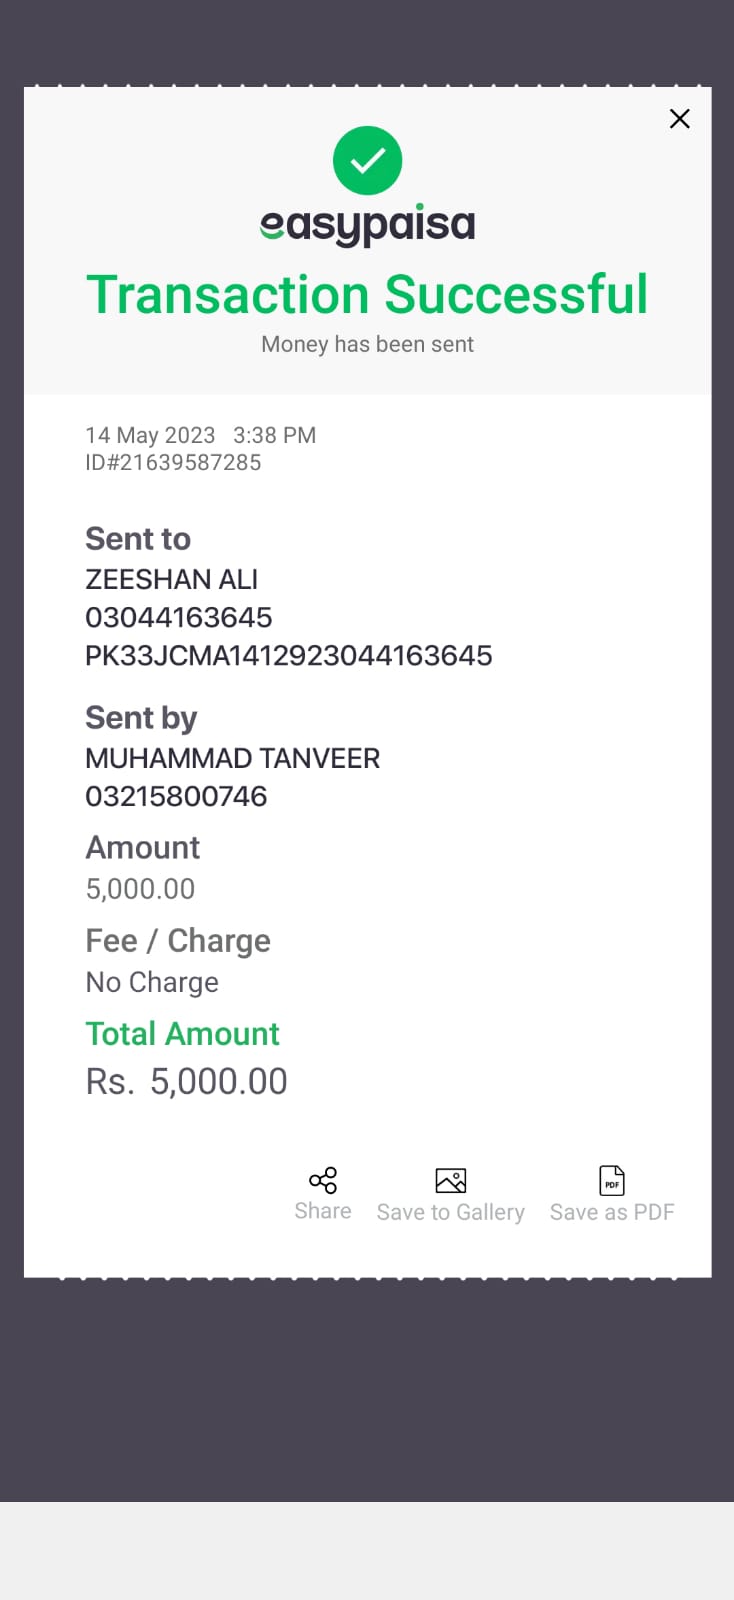 easypaisa
Transaction Successful
Money has been sent
14 May 2023 3:38 PM
ID#21639587285
Sent to
ZEESHAN ALI
03044163645
PK33JCMA1412923044163645
Sent by
MUHAMMAD TANVEER
03215800746
Amount
5,000.00
Fee / Charge
No Charge
Total Amount
Rs. 5,000.00
PDF
Share Save to Gallery Save as PDF